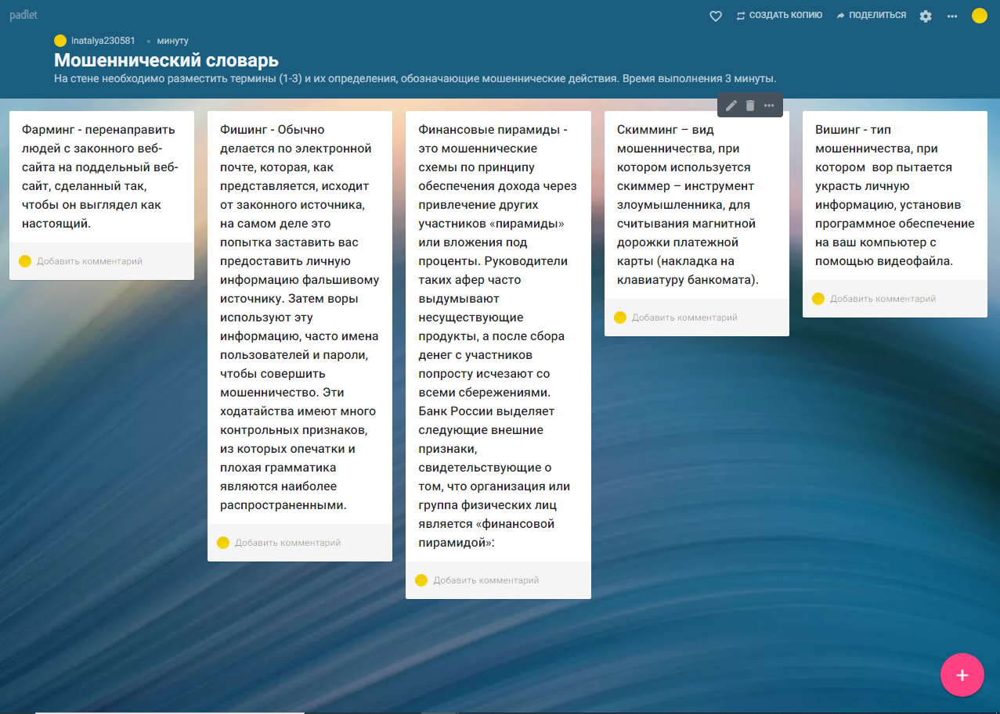 padlet
СОЗДАТЬ КОПИЮ
ПОДЕЛИТЬСЯ
inatalya230581 • минуту
Мошеннический словарь
На стене необходимо разместить термины (1-3) и их определения, обозначающие мошеннические действия. Время выполнения 3 минуты.
Фарминг - перенаправить
людей с законного веб-
сайта на поддельный веб-
сайт, сделанный так,
чтобы он выглядел как
настоящий.
Добавить комментарий
Фишинг - Обычно
делается по электронной
почте, которая, как
представляется, исходит
от законного источника,
на самом деле это
попытка заставить вас
предоставить личную
информацию фальшивому
источнику. Затем воры
используют эту
информацию, часто имена
пользователей и пароли,
чтобы совершить
мошенничество. Эти
ходатайства имеют много
контрольных признаков,
из которых опечатки и
плохая грамматика
являются наиболее
распространенными.
Добавить комментарий
Финансовые пирамиды -
это мошеннические
схемы по принципу
обеспечения дохода через
привлечение других
участников «пирамиды»
или вложения под
проценты. Руководители
таких афер часто
выдумывают
несуществующие
продукты, а после сбора
денег с участников
попросту исчезают со
всеми сбережениями.
Банк России выделяет
следующие внешние
признаки,
свидетельствующие о
том, что организация или
группа физических лиц
является «финансовой
пирамидой»:
Добавить комментарий
Скимминг – вид
мошенничества, при
котором используется
скиммер – инструмент
злоумышленника, для
считывания магнитной
дорожки платежной
карты (накладка на
клавиатуру банкомата).
Добавить комментарий
Вишинг - тип
мошенничества, при
котором  вор пытается
украсть личную
информацию, установив
программное обеспечение
на ваш компьютер с
помощью видеофайла.
Добавить комментарий